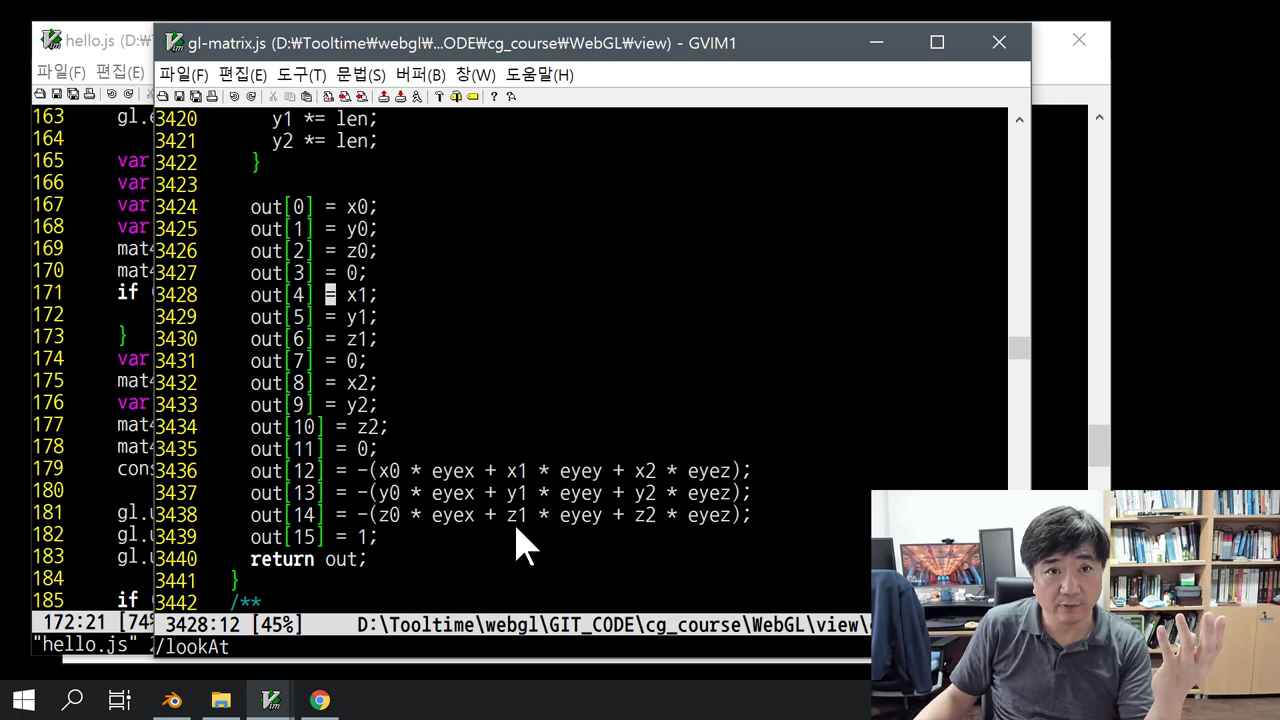 hello.js (D:₩T
파일(F) 편집(E)
163 gl.e
164
165 var
166 var
167 var
168 var
169 mat4
170 mat4
171 if
172
173 }
174 var
175 mat4
176 var
177 mat4
178 mat4
179 cons
180
181 gl.u
182 gl.u
183 gl.u
184
185 if
172:21 [74%
"hello.js" 2
gl-matrix.js (D:₩Tooltime₩webgl₩...ODE₩cg_course₩WebGL₩view) - GVIM1
파일(F) 편집(E) 도구(T) 문법(S) 버퍼(B) 창(W) 도움말(H)
3420 y1 *= len;
3421 y2 *= len;
3422 }
3423
3424 out[0] = x0;
3425 out[1] = y0;
3426 out[2] = z0;
3427 out[3] = 0;
3428 out[4] = x1;
3429 out[5] = y1;
3430 out[6] = z1;
3431 out[7] = 0;
3432 out[8] = x2;
3433 out[9] = y2;
3434 out[10] = z2;
3435 out[11] = 0;
3436 out[12] = -(x0 * eyex + x1 * eyey + x2 * eyez);
3437 out[13] = -(y0 * eyex + y1 * eyey + y2 * eyez);
3438 out[14] = -(z0 * eyex + z1 * eyey + z2 * eyez);
3439 out[15] = 1;
3440 return out;
3441 }
3442 /**
3428:12 [45%] D:\Tooltime\webgl\GIT_CODE\cg_course\WebGL\view\
/lookAt